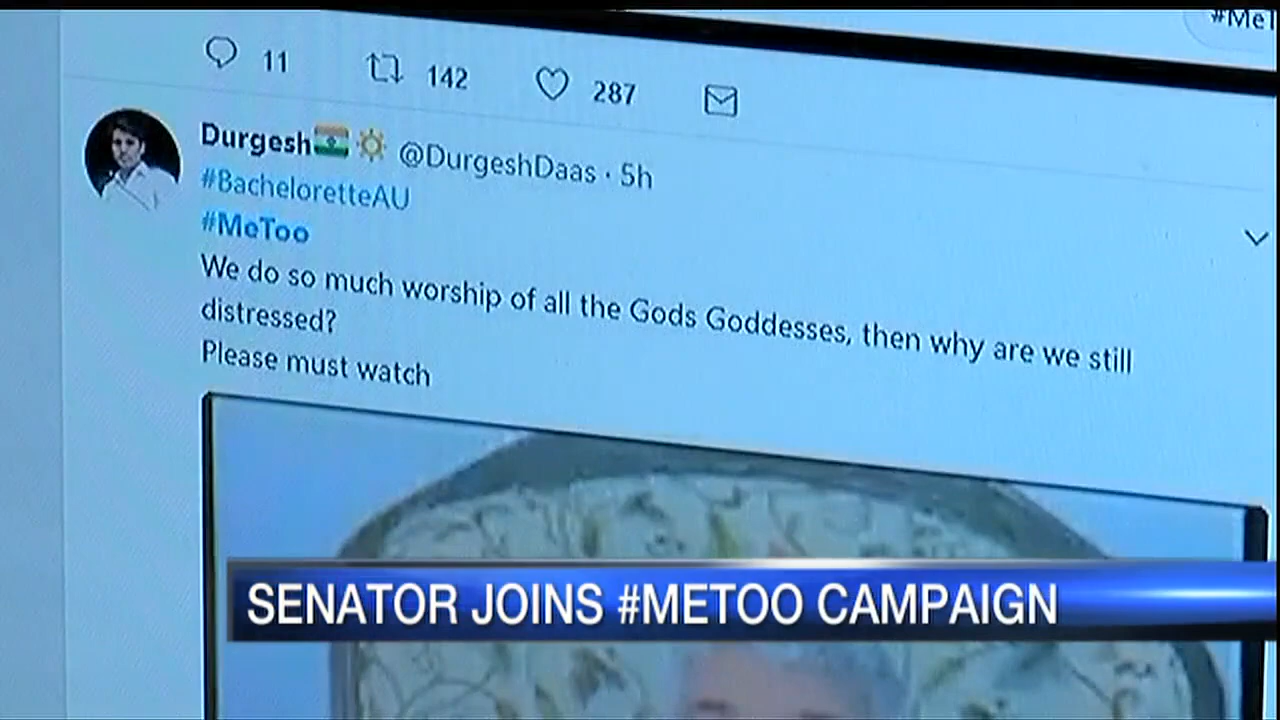 #MeT
11 142 287
Durgesh @DurgeshDaas · 5h
#BacheloretteAU
#MeToo
We do so much worship of all the Gods Goddesses, then why are we still
distressed?
Please must watch
SENATOR JOINS #METOO CAMPAIGN